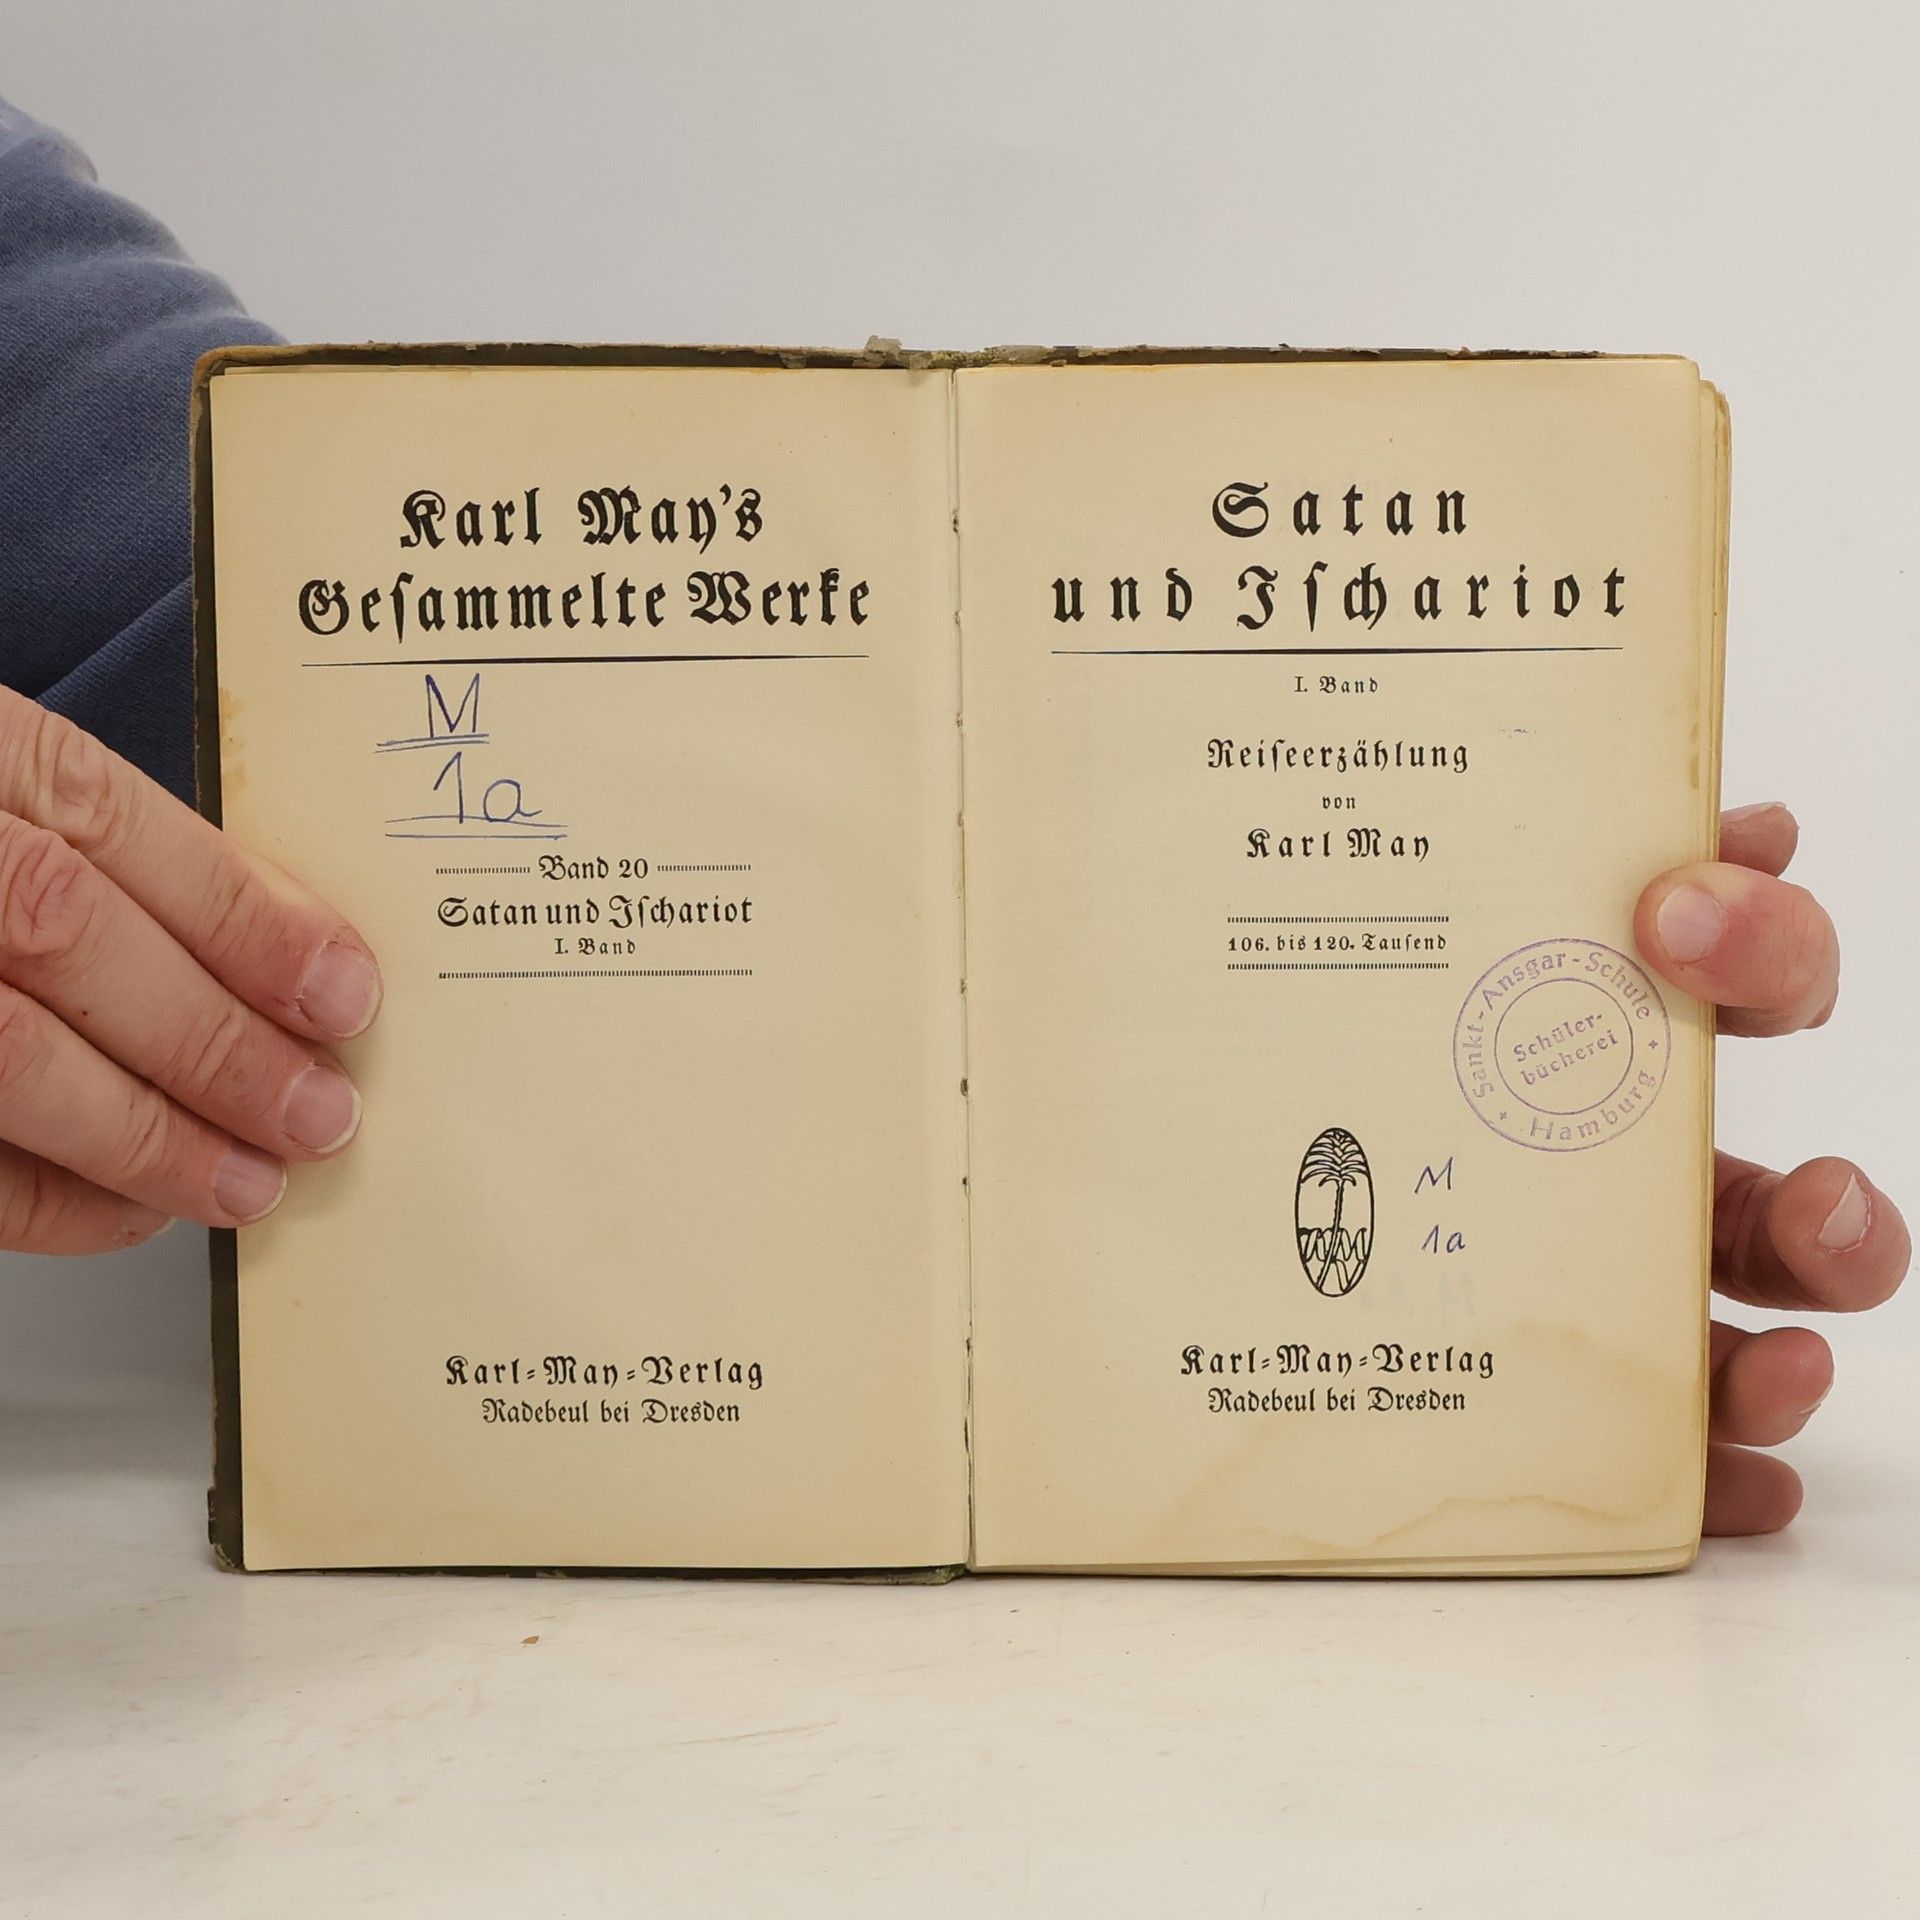 Karl May's
Geſammelte Werke
M
1a
Band 20
Satan und Iſchariot
I. Band
Karl=May=Verlag
Radebeul bei Dresden
Satan
und Iſchariot
I. Band
Reiſeerzählung
von
Karl May
106. bis 120. Tauſend
Sankt-Ansgar-Schule
Schüler-
bücherei
Hamburg
M
1a
KMV
Karl=May=Verlag
Radebeul bei Dresden